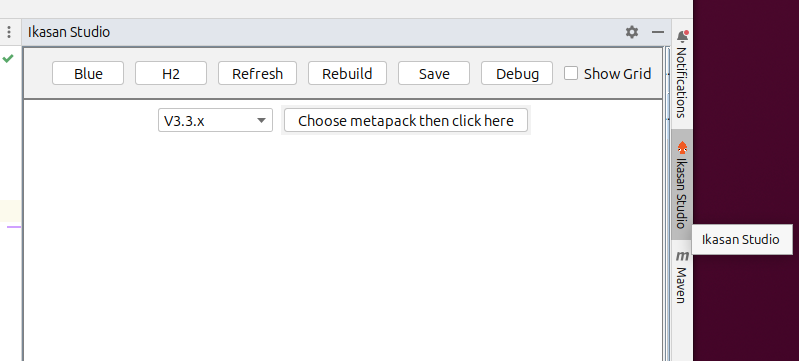 Ikasan Studio
Blue H2 Refresh Rebuild Save Debug Show Grid
V3.3.x Choose metapack then click here
Notifications
Ikasan Studio
Ikasan Studio
m Maven